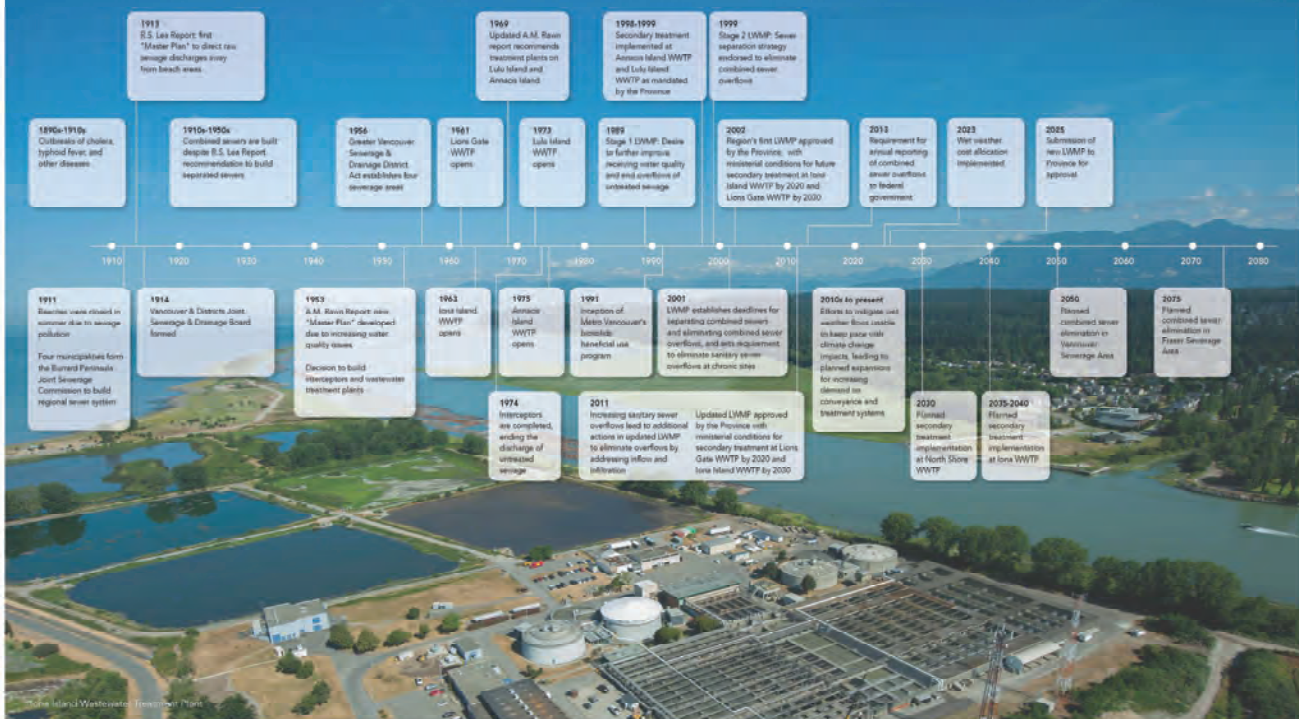 1913
R.S. Lea Report: first
"Master Plan" to direct raw
sewage discharges away
from beach areas
1969
Updated A.M. Rawn
report recommends
treatment plants on
Lulu Island and
Annacis Island
1998-1999
Secondary treatment
implemented at
Annacis Island WWTP
and Lulu Island
WWTP as mandated
by the Province
1999
Stage 2 LWMP: Sewer
separation strategy
endorsed to eliminate
combined sewer
overflows
1890s-1910s
Outbreaks of cholera,
typhoid fever, and
other diseases
1910s-1950s
Combined sewers are built
despite R.S. Lea Report
recommendation to build
separated sewers
1956
Greater Vancouver
Sewerage &
Drainage District
Act establishes four
sewerage areas
1961
Lions Gate
WWTP
opens
1973
Lulu Island
WWTP
opens
1989
Stage 1 LWMP: Desire
to further improve
receiving water quality
and end overflows of
untreated sewage
2002
Region's first LWMP approved
by the Province, with
ministerial conditions for future
secondary treatment at Iona
Island WWTP by 2020 and
Lions Gate WWTP by 2030
2013
Requirement for
annual reporting
of combined
sewer overflows
to federal
government
2023
Wet weather
cost allocation
implemented
2025
Submission of
new LWMP to
Province for
approval
1910 1920 1930 1940 1950 1960 1970 1980 1990 2000 2010 2020 2030 2040 2050 2060 2070 2080
1911
Beaches were closed in
summer due to sewage
pollution
Four municipalities form
the Burrard Peninsula
Joint Sewerage
Commission to build
regional sewer system
1914
Vancouver & Districts Joint
Sewerage & Drainage Board
formed
1953
A.M. Rawn Report: new
"Master Plan" developed
due to increasing water
quality issues
Decision to build
interceptors and wastewater
treatment plants
1963
Iona Island
WWTP
opens
1975
Annacis
Island
WWTP
opens
1991
Inception of
Metro Vancouver's
biosolids
beneficial use
program
2001
LWMP establishes deadlines for
separating combined sewers
and eliminating combined sewer
overflows, and sets requirement
to eliminate sanitary sewer
overflows at chronic sites
2010s to present
Efforts to mitigate wet
weather flows unable
to keep pace with
climate change
impacts, leading to
planned expansions
for increasing
demand on
conveyance and
treatment systems
2050
Planned
combined sewer
elimination in
Vancouver
Sewerage Area
2075
Planned
combined sewer
elimination in
Fraser Sewerage
Area
1974
Interceptors
are completed,
ending the
discharge of
untreated
sewage
2011
Increasing sanitary sewer
overflows lead to additional
actions in updated LWMP
to eliminate overflows by
addressing inflow and
infiltration
Updated LWMP approved
by the Province with
ministerial conditions for
secondary treatment at Lions
Gate WWTP by 2020 and
Iona Island WWTP by 2030
2030
Planned
secondary
treatment
implementation
at North Shore
WWTP
2035-2040
Planned
secondary
treatment
implementation
at Iona WWTP
Iona Island Wastewater Treatment Plant